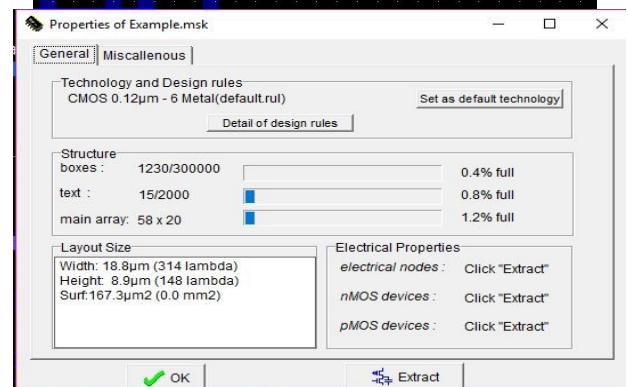 Properties of Example.msk
General Miscallenous
Technology and Design rules
CMOS 0.12µm - 6 Metal(default.rul)
Set as default technology
Detail of design rules
Structure
boxes : 1230/300000 0.4% full
text : 15/2000 0.8% full
main array: 58 x 20 1.2% full
Layout Size
Width: 18.8µm (314 lambda)
Height: 8.9µm (148 lambda)
Surf:167.3µm2 (0.0 mm2)
Electrical Properties
electrical nodes : Click "Extract"
nMOS devices : Click "Extract"
pMOS devices : Click "Extract"
OK Extract